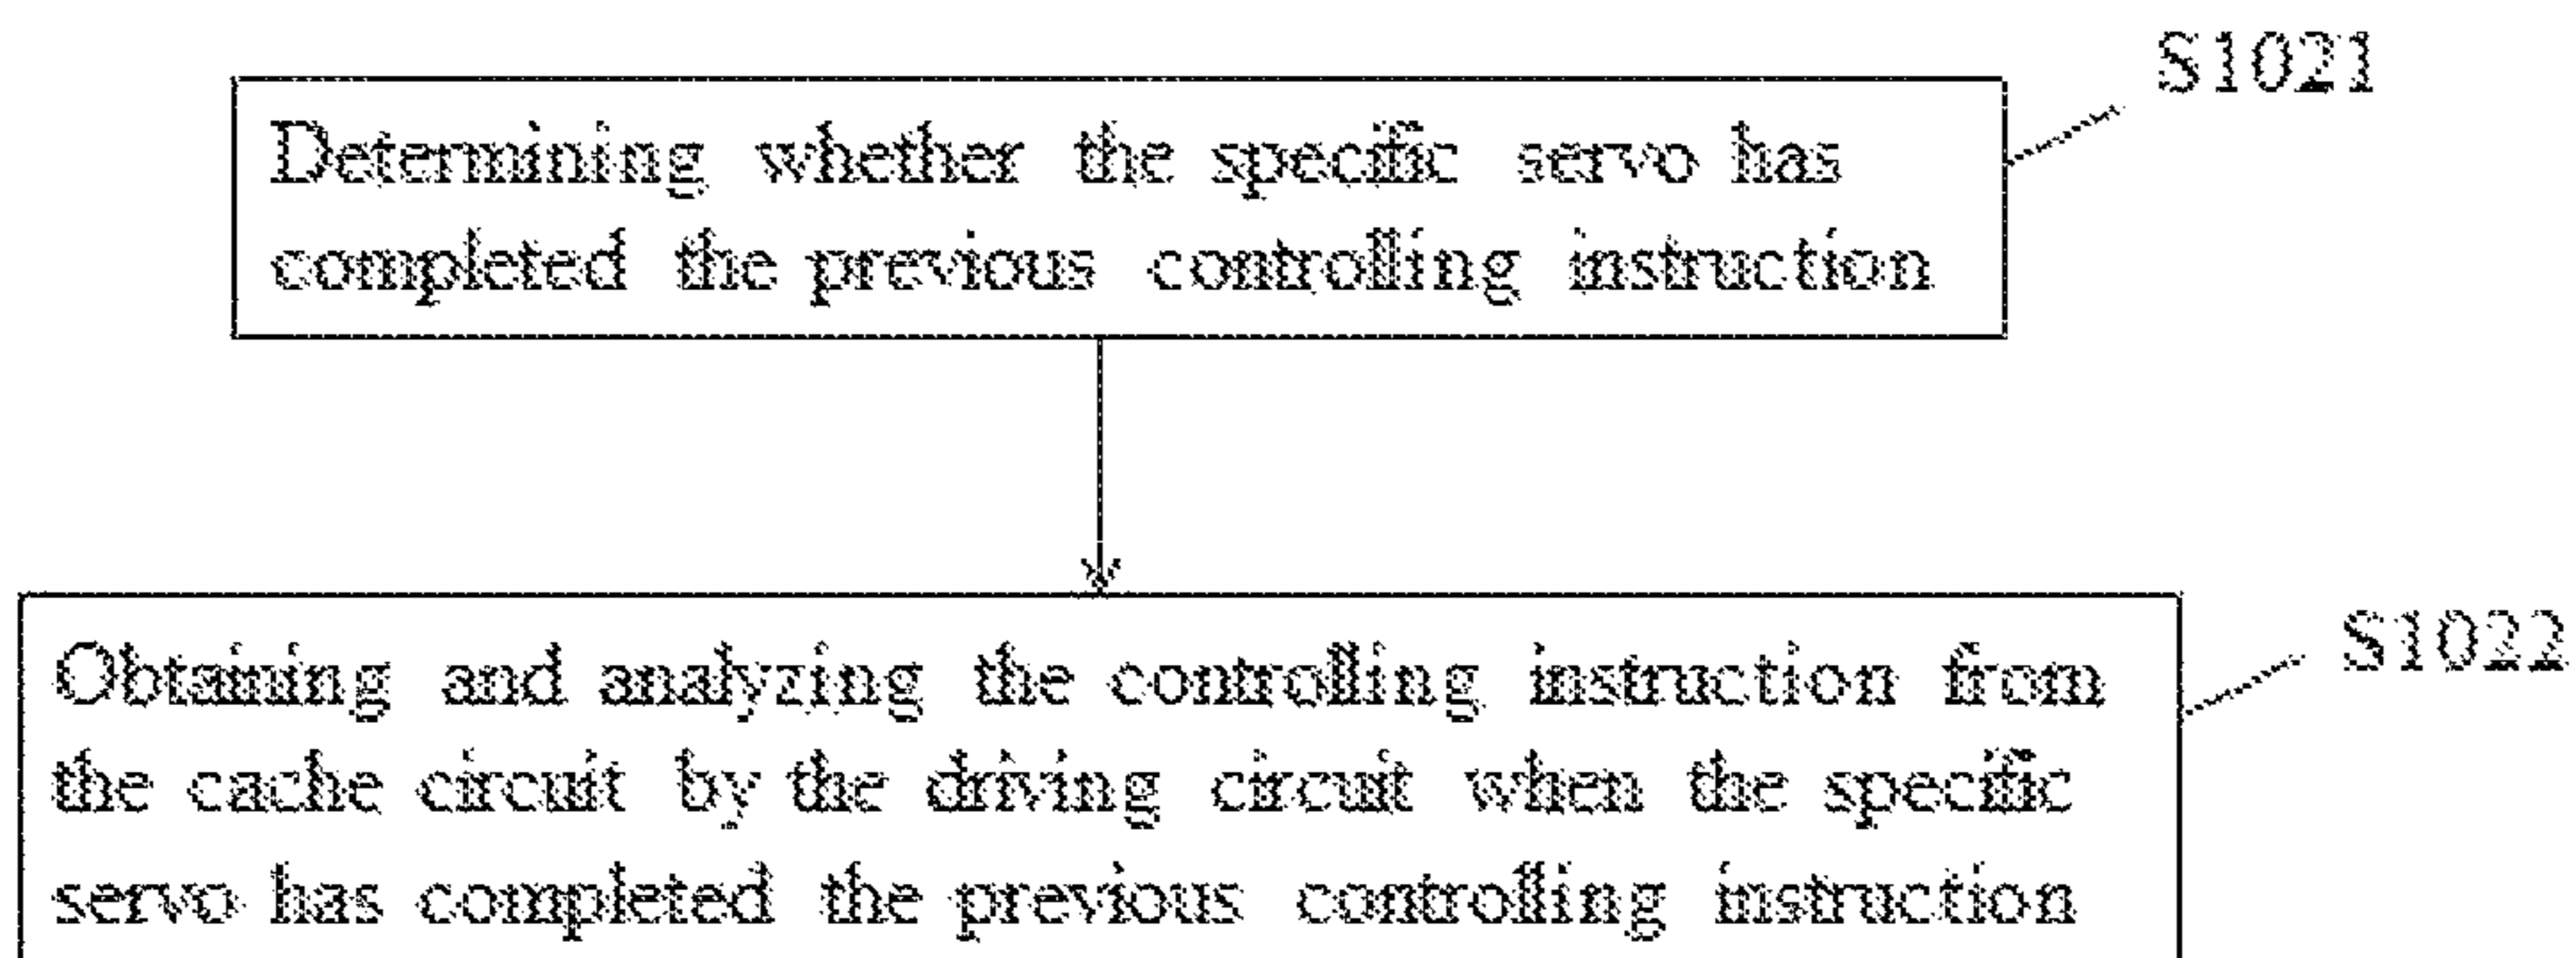 S1021
Determining whether the specific servo has
completed the previous controlling instruction
S1022
Obtaining and analyzing the controlling instruction from
the cache circuit by the driving circuit when the specific
servo has completed the previous controlling instruction